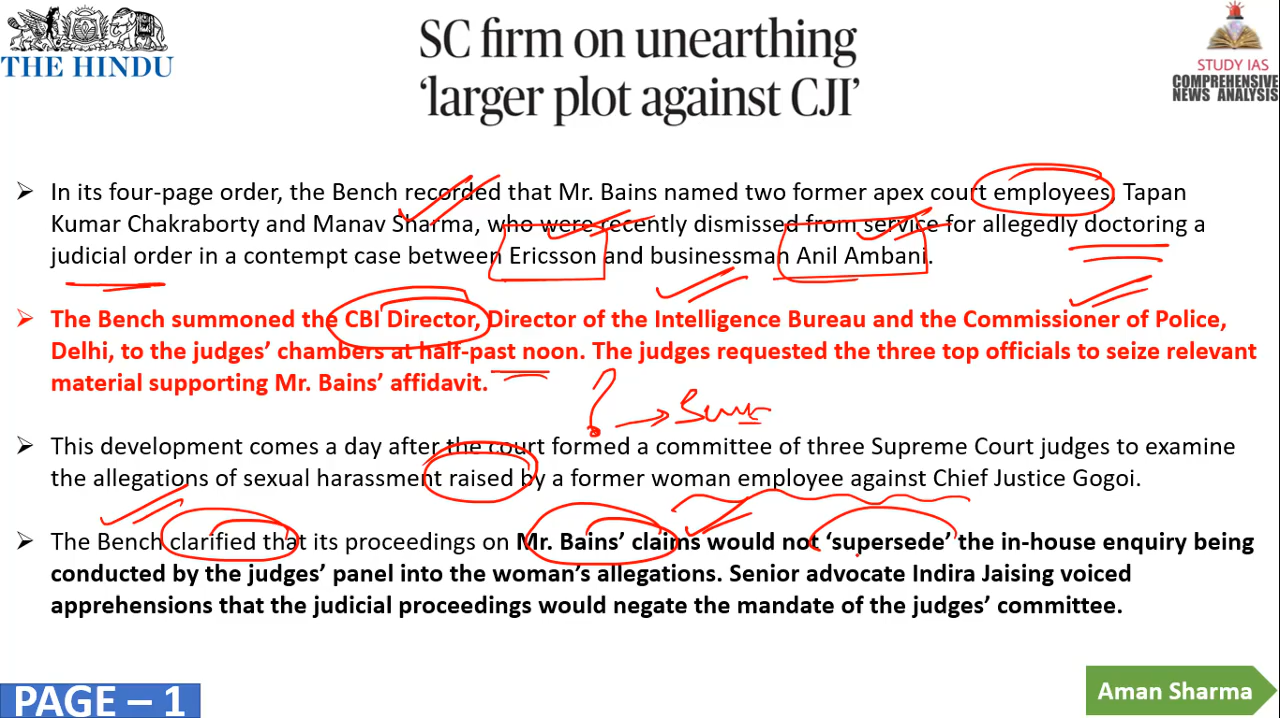 THE HINDU
SC firm on unearthing
‘larger plot against CJI’
STUDY IAS
COMPREHENSIVE
NEWS ANALYSIS
In its four-page order, the Bench recorded that Mr. Bains named two former apex court employees, Tapan
Kumar Chakraborty and Manav Sharma, who were recently dismissed from service for allegedly doctoring a
judicial order in a contempt case between Ericsson and businessman Anil Ambani.
The Bench summoned the CBI Director, Director of the Intelligence Bureau and the Commissioner of Police,
Delhi, to the judges’ chambers at half-past noon. The judges requested the three top officials to seize relevant
material supporting Mr. Bains’ affidavit.
This development comes a day after the court formed a committee of three Supreme Court judges to examine
the allegations of sexual harassment raised by a former woman employee against Chief Justice Gogoi.
The Bench clarified that its proceedings on Mr. Bains’ claims would not ‘supersede’ the in-house enquiry being
conducted by the judges’ panel into the woman’s allegations. Senior advocate Indira Jaising voiced
apprehensions that the judicial proceedings would negate the mandate of the judges’ committee.
PAGE – 1
Aman Sharma